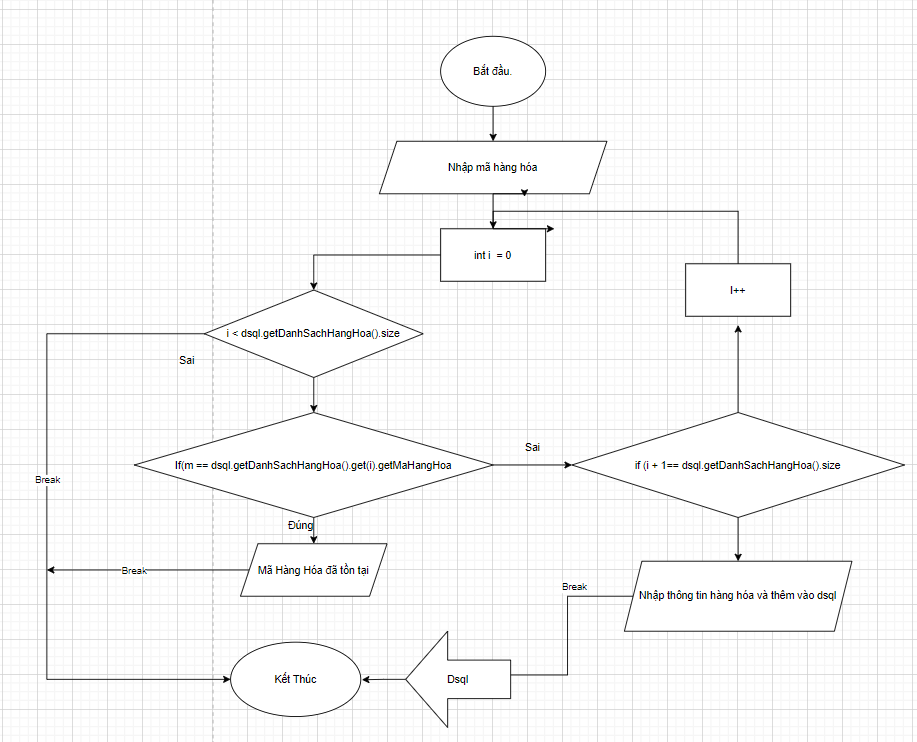 Bắt đầu.
Nhập mã hàng hóa
int i = 0
I++
i < dsql.getDanhSachHangHoa().size
Sai
Sai
If(m == dsql.getDanhSachHangHoa().get(i).getMaHangHoa
if (i + 1== dsql.getDanhSachHangHoa().size
Break
Đúng
Break
Mã Hàng Hóa đã tồn tại
Break
Nhập thông tin hàng hóa và thêm vào dsql
Kết Thúc
Dsql